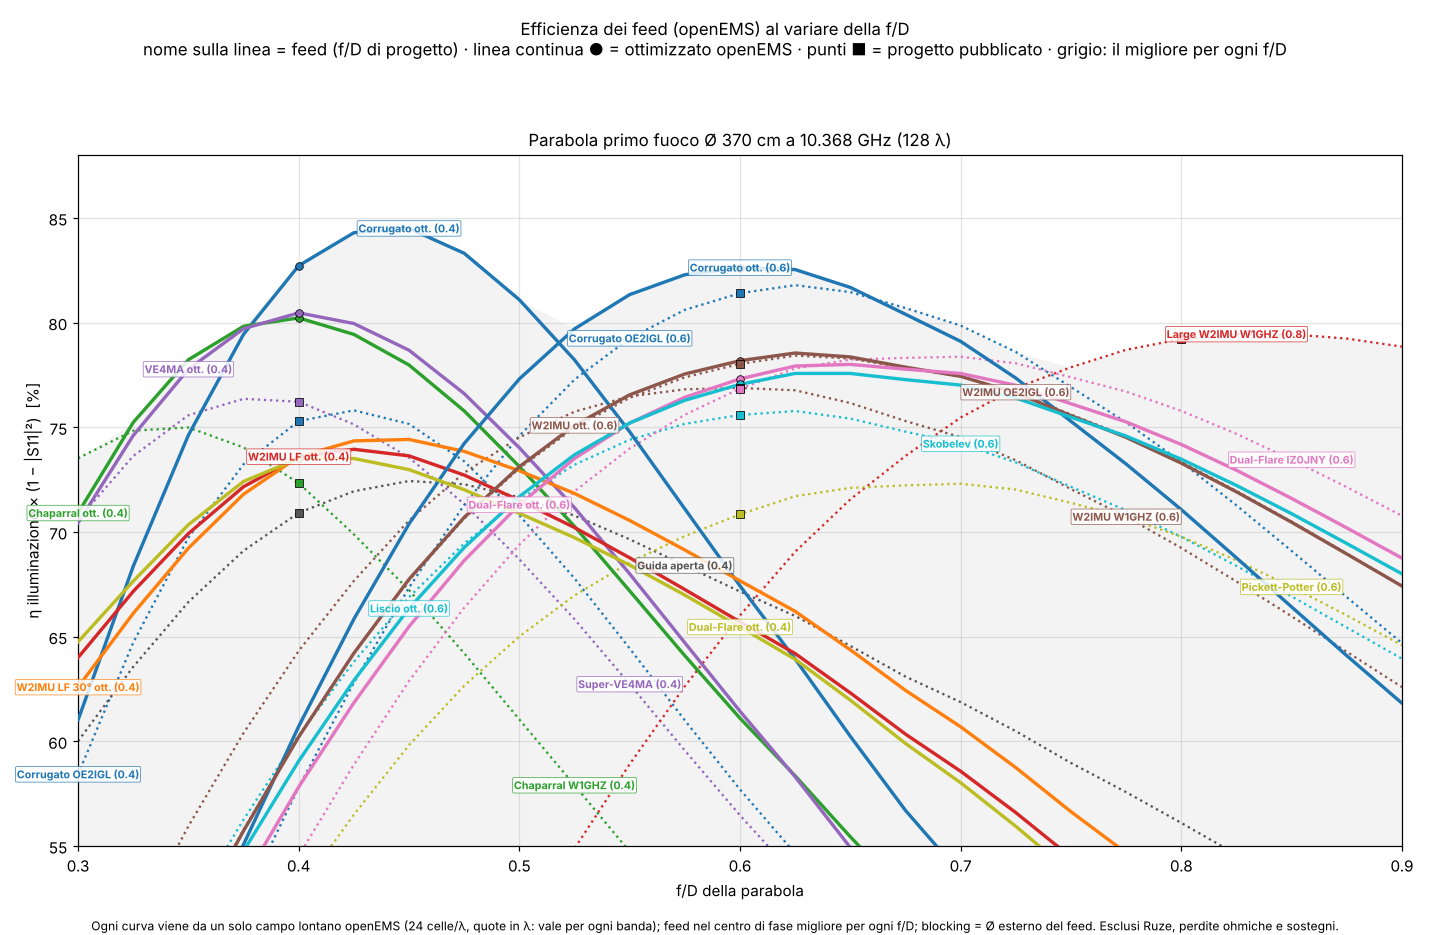 Efficienza dei feed (openEMS) al variare della f/D
nome sulla linea = feed (f/D di progetto) · linea continua ● = ottimizzato openEMS · punti ■ = progetto pubblicato · grigio: il migliore per ogni f/D
Parabola primo fuoco Ø 370 cm a 10.368 GHz (128 λ)
η illuminazione × (1 − |S11|²) [%]
85
80
75
70
65
60
55
Corrugato ott. (0.4)
Corrugato ott. (0.6)
Corrugato OE2IGL (0.6)
Large W2IMU W1GHZ (0.8)
VE4MA ott. (0.4)
W2IMU OE2IGL (0.6)
W2IMU ott. (0.6)
Skobelev (0.6)
W2IMU LF ott. (0.4)
Dual-Flare IZ0JNY (0.6)
Chaparral ott. (0.4)
Dual-Flare ott. (0.6)
W2IMU W1GHZ (0.6)
Guida aperta (0.4)
Pickett-Potter (0.6)
Liscio ott. (0.6)
Dual-Flare ott. (0.4)
W2IMU LF 30° ott. (0.4)
Super-VE4MA (0.4)
Corrugato OE2IGL (0.4)
Chaparral W1GHZ (0.4)
0.3 0.4 0.5 0.6 0.7 0.8 0.9
f/D della parabola
Ogni curva viene da un solo campo lontano openEMS (24 celle/λ, quote in λ: vale per ogni banda); feed nel centro di fase migliore per ogni f/D; blocking = Ø esterno del feed. Esclusi Ruze, perdite ohmiche e sostegni.